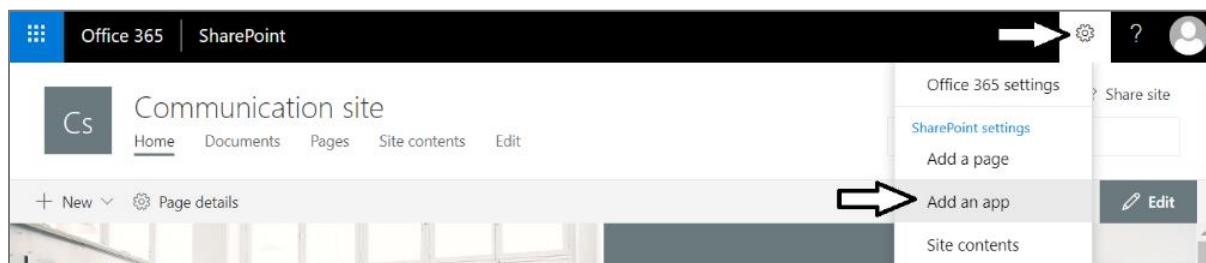 Office 365 SharePoint ?
Office 365 settings
Cs Communication site Share site
SharePoint settings
Home Documents Pages Site contents Edit
Add a page
+ New Page details Add an app Edit
Site contents